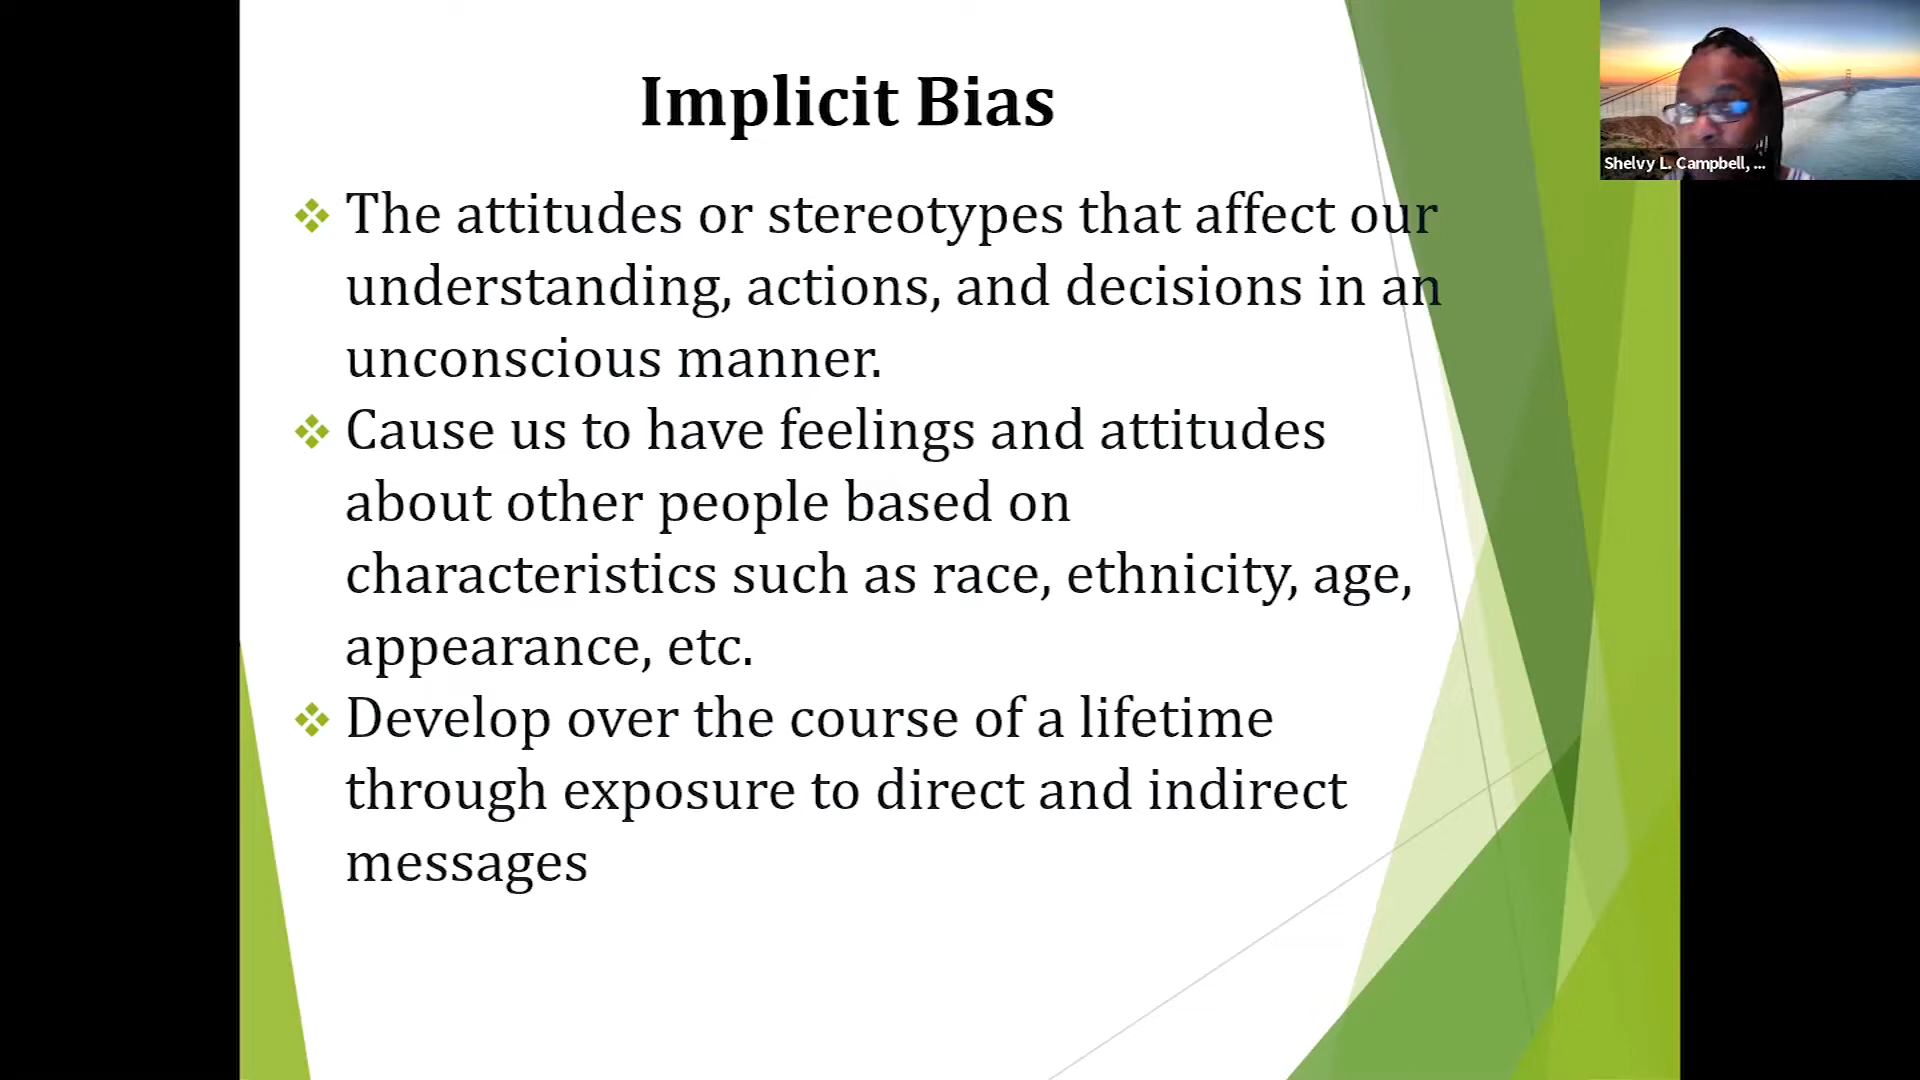 Implicit Bias
Shelvy L. Campbell, ...
❖ The attitudes or stereotypes that affect our
understanding, actions, and decisions in an
unconscious manner.
❖ Cause us to have feelings and attitudes
about other people based on
characteristics such as race, ethnicity, age,
appearance, etc.
❖ Develop over the course of a lifetime
through exposure to direct and indirect
messages